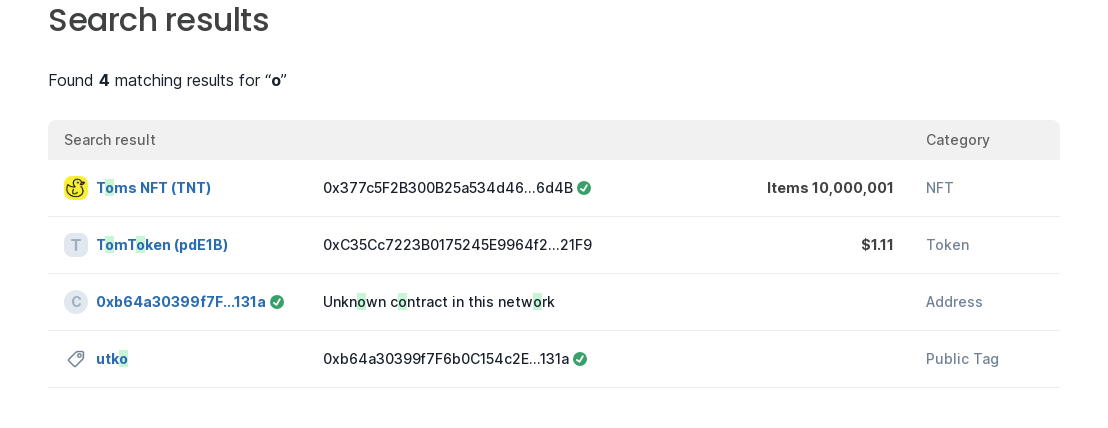 Search results
Found 4 matching results for “o”
Search result Category
Toms NFT (TNT) 0x377c5F2B300B25a534d46...6d4B Items 10,000,001 NFT
T TomToken (pdE1B) 0xC35Cc7223B0175245E9964f2...21F9 $1.11 Token
C 0xb64a30399f7F...131a Unknown contract in this network Address
utko 0xb64a30399f7F6b0C154c2E...131a Public Tag